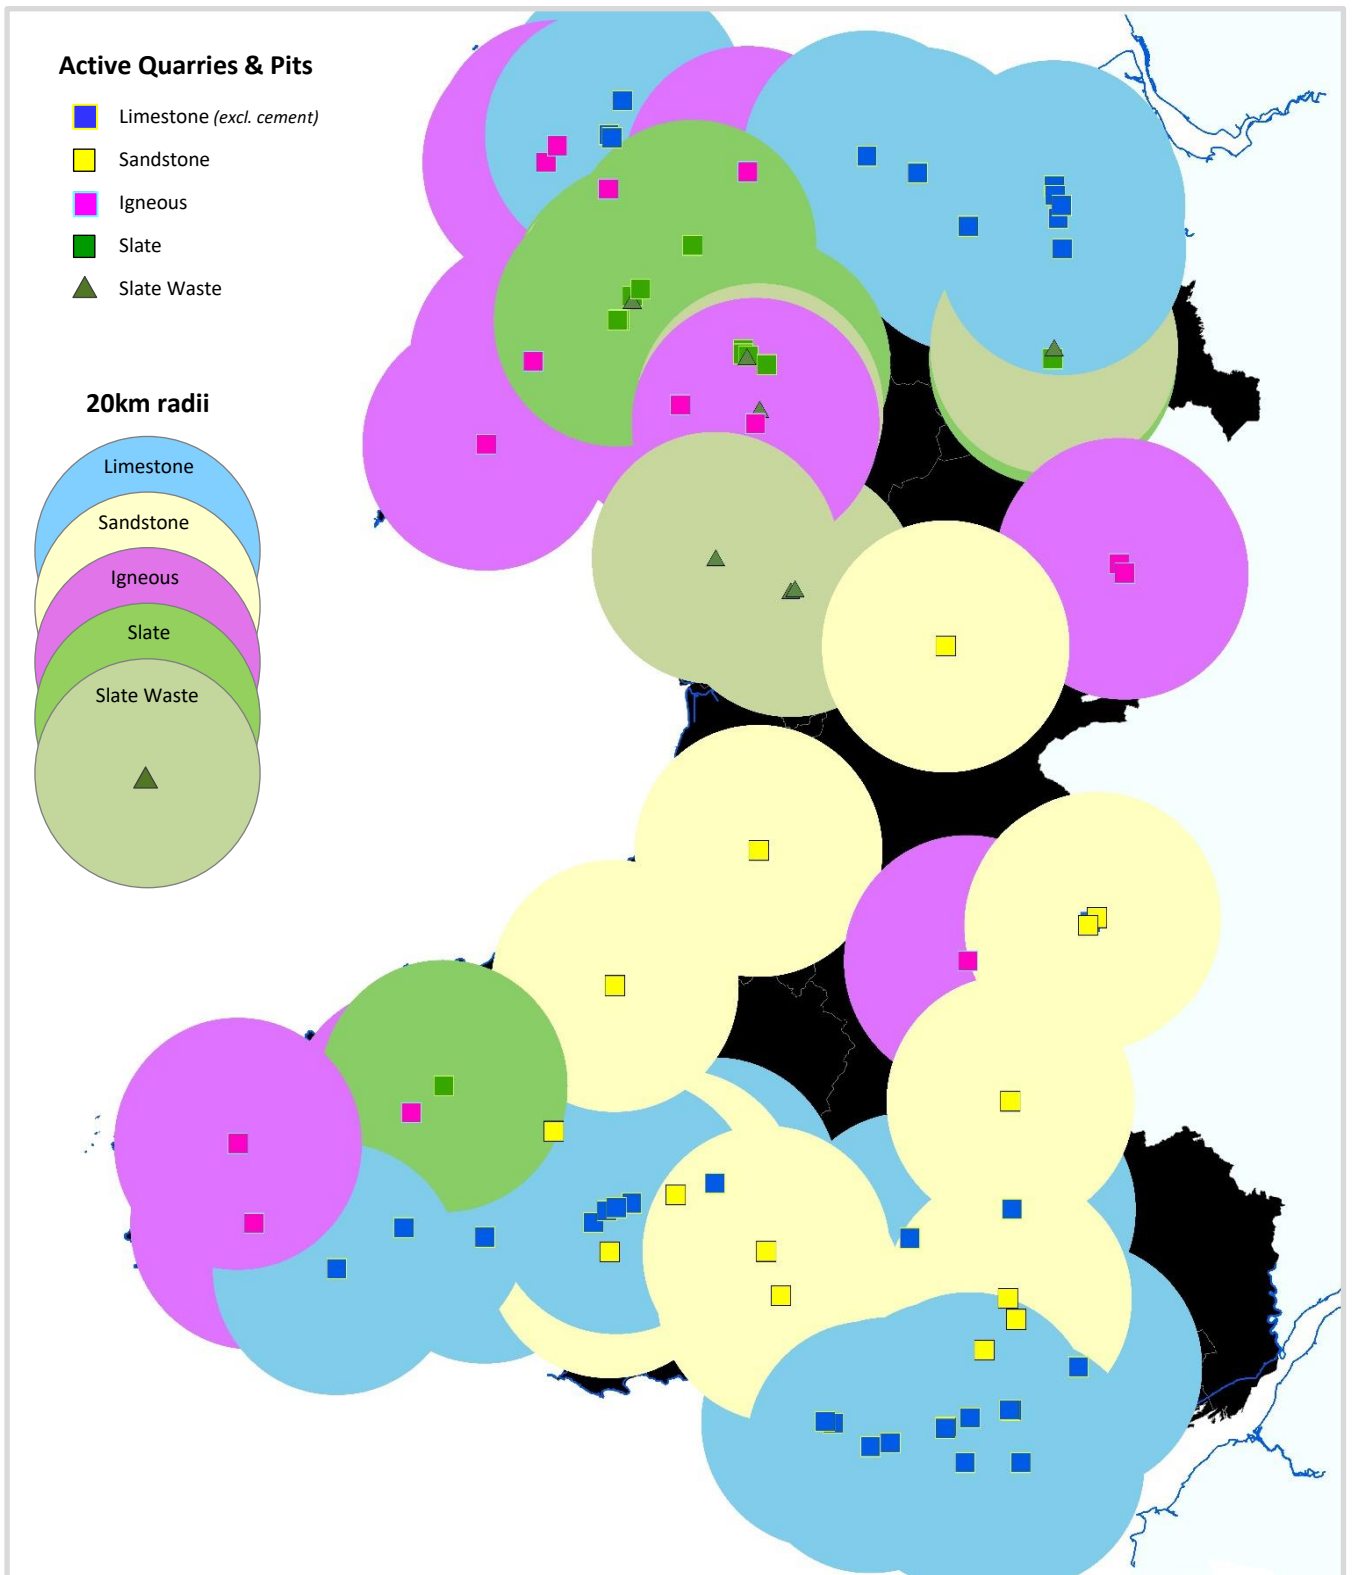 Active Quarries & Pits
Limestone (excl. cement)
Sandstone
Igneous
Slate
Slate Waste
20km radii
Limestone
Sandstone
Igneous
Slate
Slate Waste